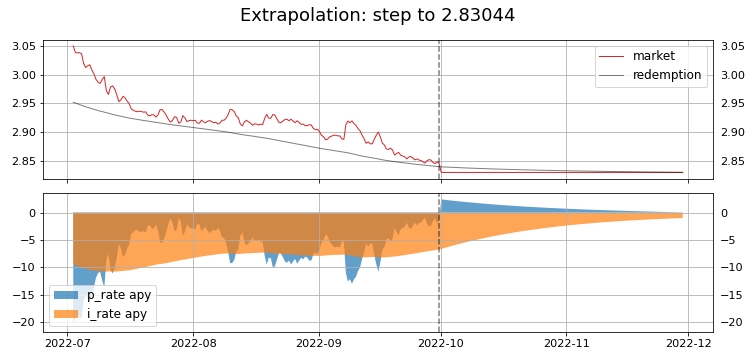 Extrapolation: step to 2.83044
3.05 3.05
3.00 3.00
2.95 2.95
2.90 2.90
2.85 2.85
market
redemption
0 0
−5 −5
−10 −10
−15 −15
−20 −20
p_rate apy
i_rate apy
2022-07 2022-08 2022-09 2022-10 2022-11 2022-12